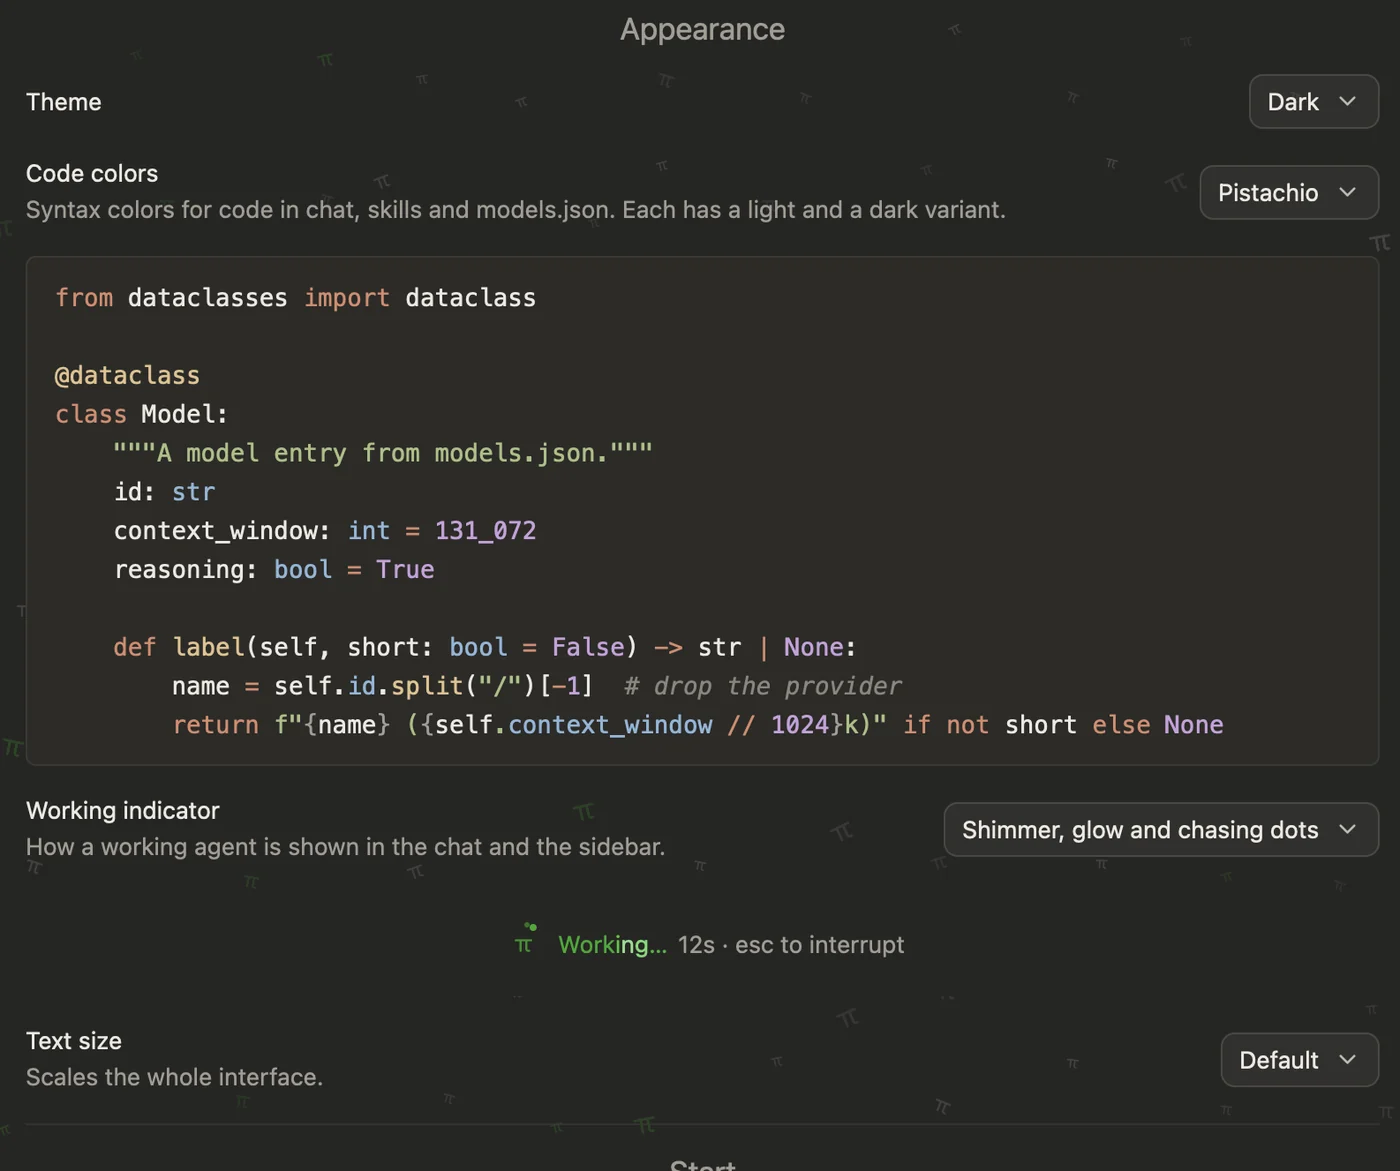 Appearance
Theme
Dark
Code colors
Syntax colors for code in chat, skills and models.json. Each has a light and a dark variant.
Pistachio
from dataclasses import dataclass
@dataclass
class Model:
    """A model entry from models.json."""
    id: str
    context_window: int = 131_072
    reasoning: bool = True
    def label(self, short: bool = False) -> str | None:
        name = self.id.split("/")[-1]  # drop the provider
        return f"{name} ({self.context_window // 1024}k)" if not short else None
Working indicator
How a working agent is shown in the chat and the sidebar.
Shimmer, glow and chasing dots
π Working... 12s · esc to interrupt
Text size
Scales the whole interface.
Default
Start